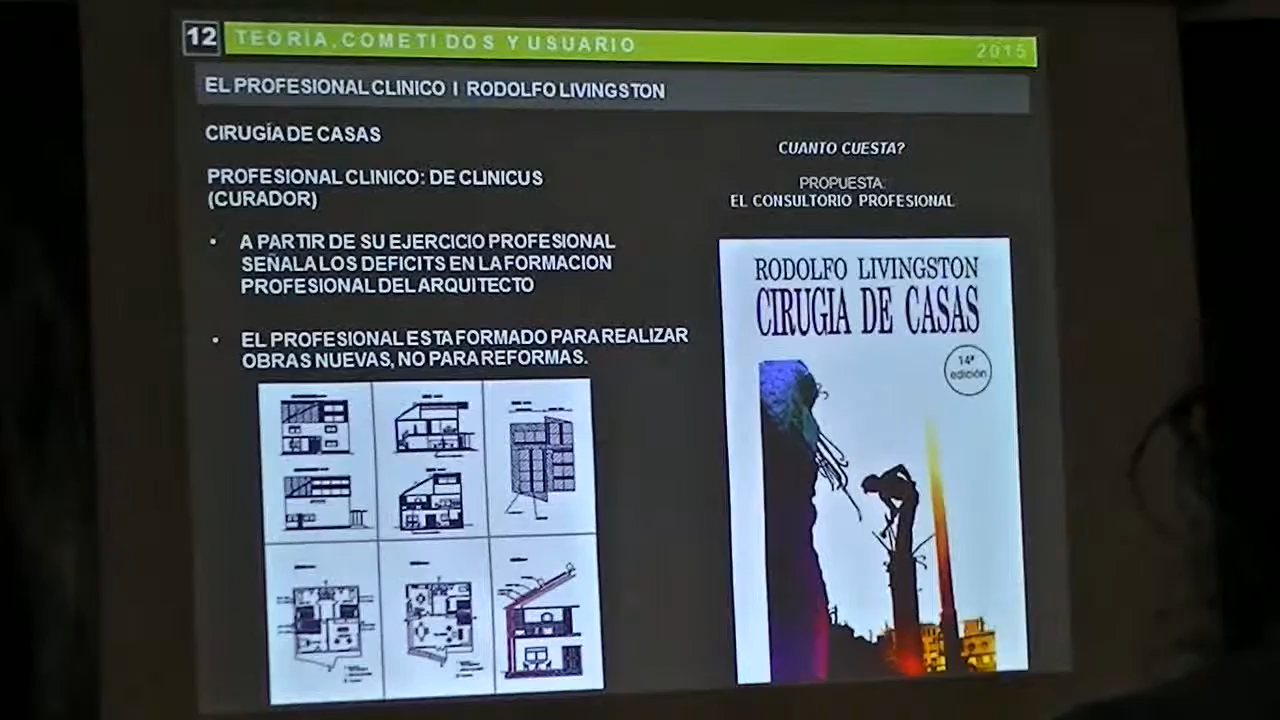 12 TEORÍA, COMETIDOS Y USUARIO 2015
EL PROFESIONAL CLINICO I RODOLFO LIVINGSTON
CIRUGÍA DE CASAS
PROFESIONAL CLINICO: DE CLINICUS
(CURADOR)
• A PARTIR DE SU EJERCICIO PROFESIONAL
SEÑALA LOS DEFICITS EN LA FORMACION
PROFESIONAL DEL ARQUITECTO
• EL PROFESIONAL ESTA FORMADO PARA REALIZAR
OBRAS NUEVAS, NO PARA REFORMAS.
CUANTO CUESTA?
PROPUESTA:
EL CONSULTORIO PROFESIONAL
RODOLFO LIVINGSTON
CIRUGIA DE CASAS
14ª
edición